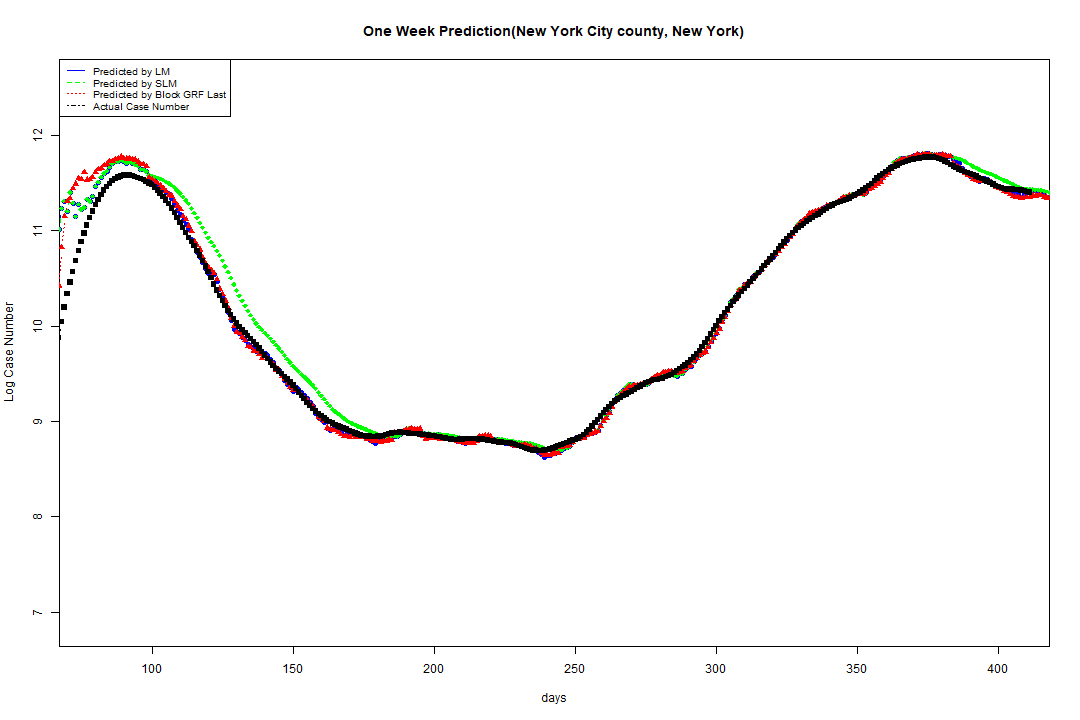 One Week Prediction(New York City county, New York)
Predicted by LM
Predicted by SLM
Predicted by Block GRF Last
Actual Case Number
12
11
10
9
8
7
Log Case Number
100 150 200 250 300 350 400
days